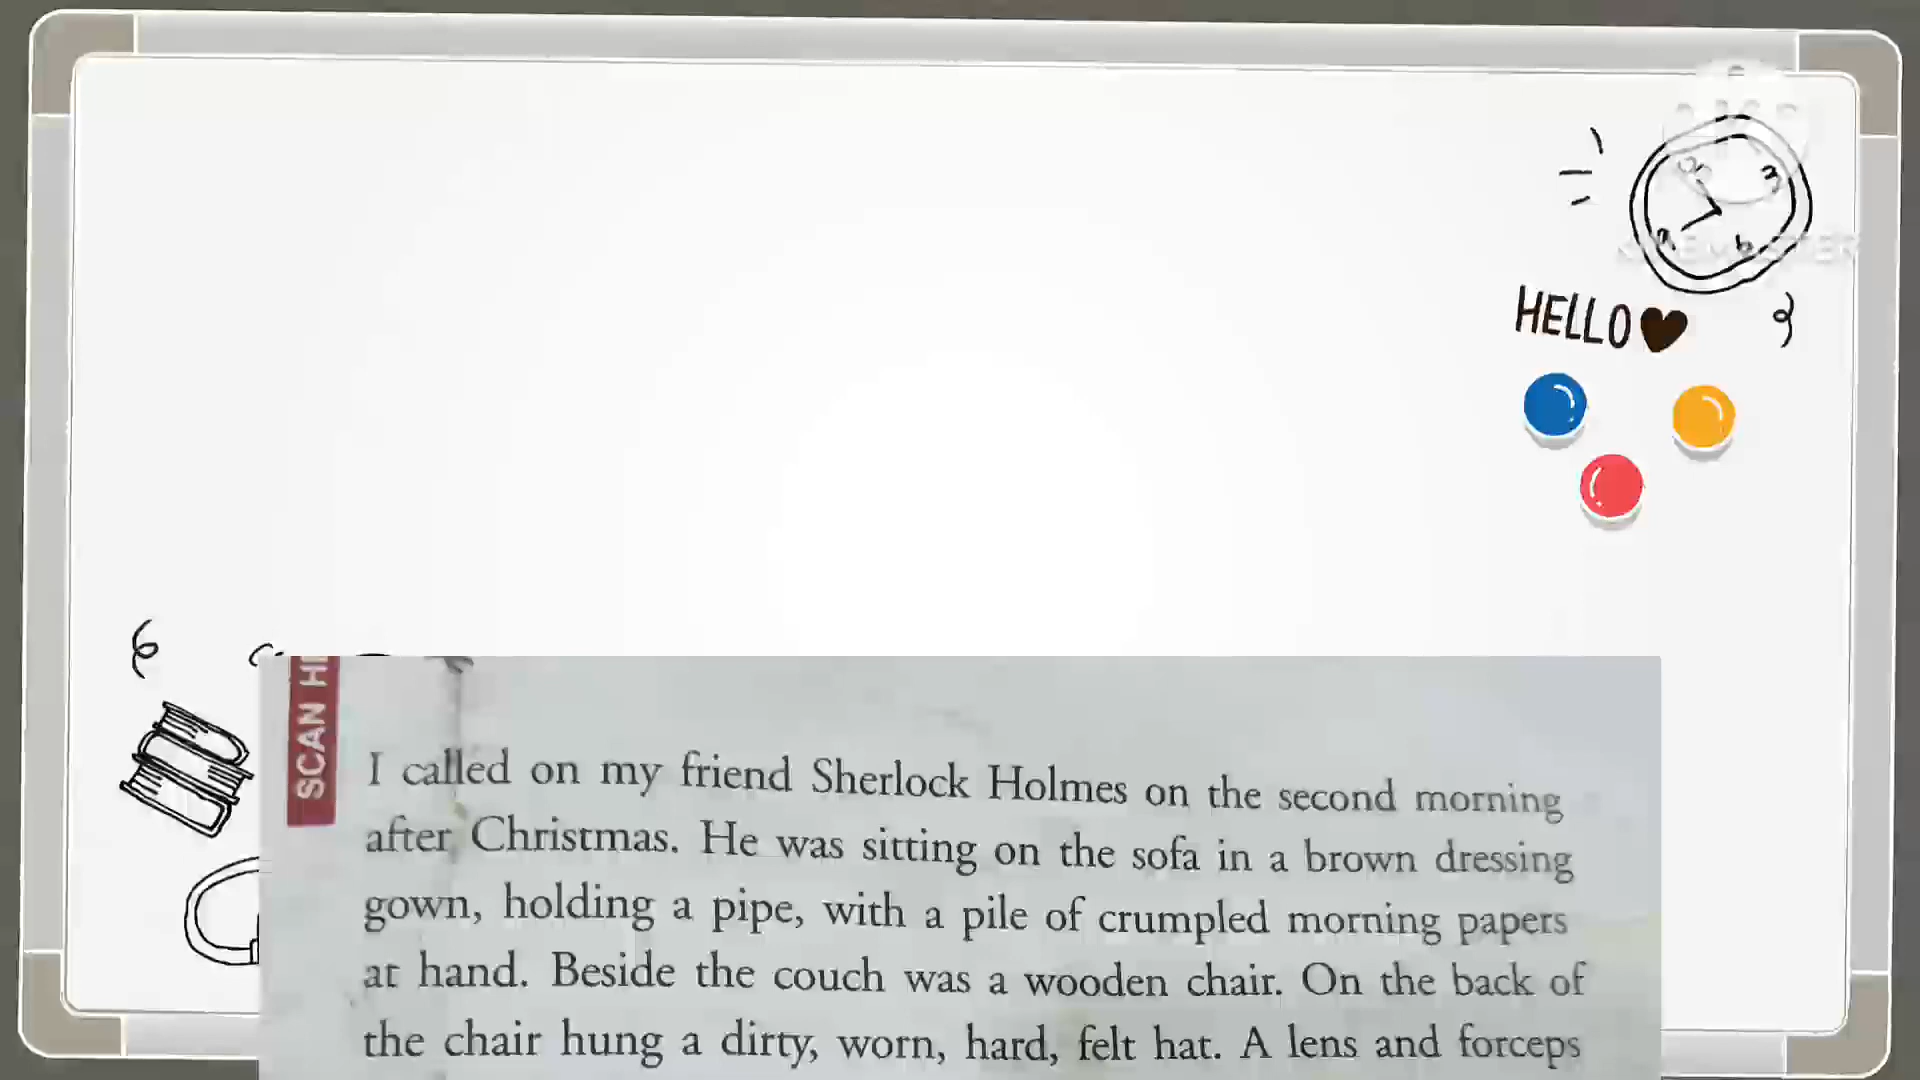 KINEMASTER
HELLO
SCAN
I called on my friend Sherlock Holmes on the second morning
after Christmas. He was sitting on the sofa in a brown dressing
gown, holding a pipe, with a pile of crumpled morning papers
at hand. Beside the couch was a wooden chair. On the back of
the chair hung a dirty, worn, hard, felt hat. A lens and forceps